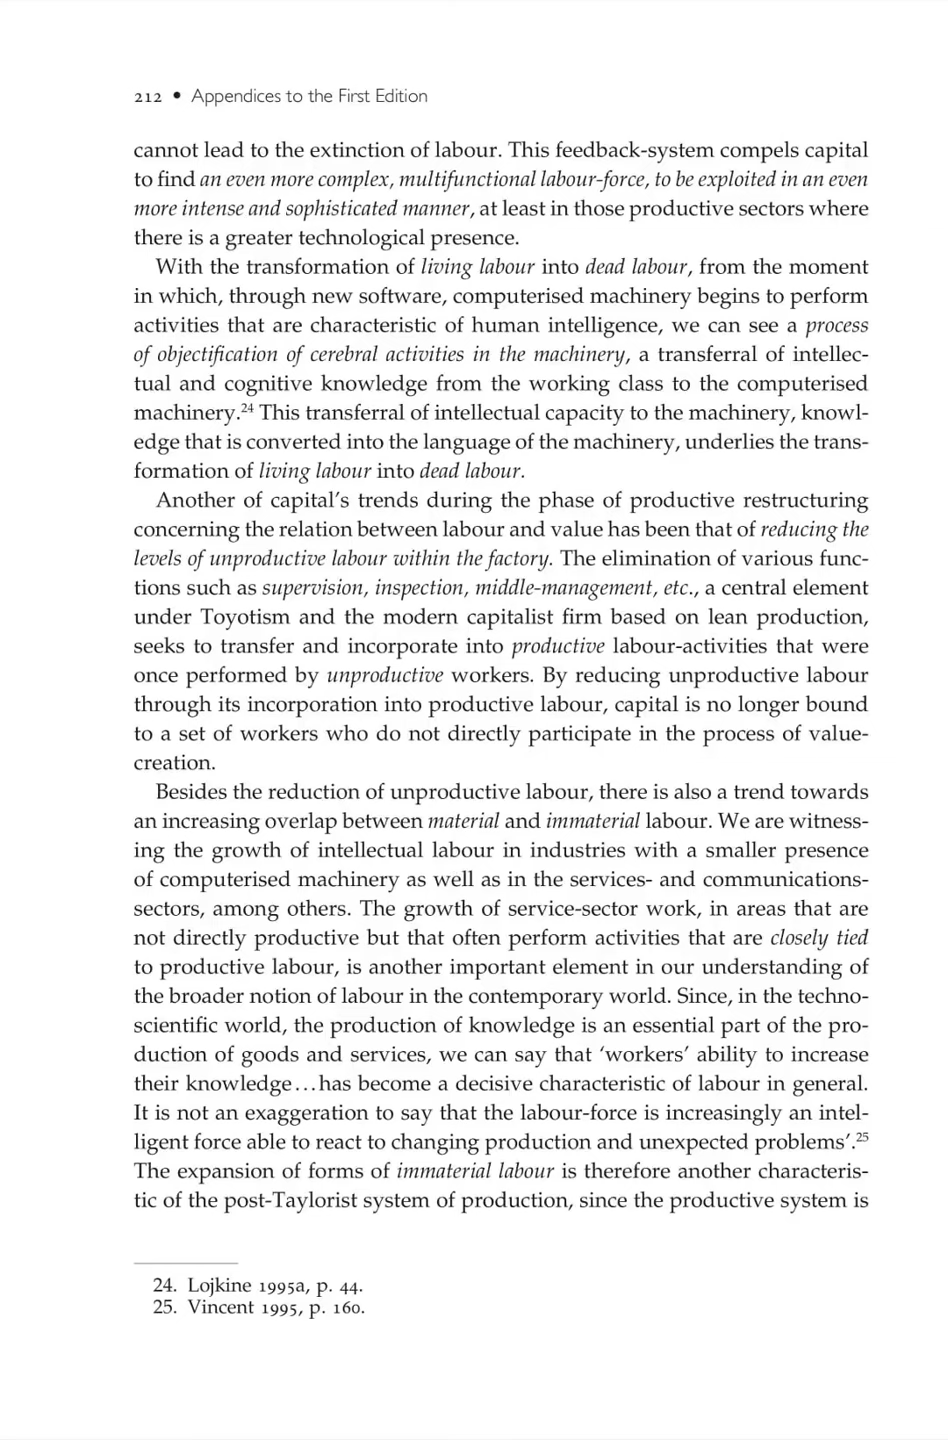 212 • Appendices to the First Edition
cannot lead to the extinction of labour. This feedback-system compels capital
to find an even more complex, multifunctional labour-force, to be exploited in an even
more intense and sophisticated manner, at least in those productive sectors where
there is a greater technological presence.
With the transformation of living labour into dead labour, from the moment
in which, through new software, computerised machinery begins to perform
activities that are characteristic of human intelligence, we can see a process
of objectification of cerebral activities in the machinery, a transferral of intellec-
tual and cognitive knowledge from the working class to the computerised
machinery.24 This transferral of intellectual capacity to the machinery, knowl-
edge that is converted into the language of the machinery, underlies the trans-
formation of living labour into dead labour.
Another of capital’s trends during the phase of productive restructuring
concerning the relation between labour and value has been that of reducing the
levels of unproductive labour within the factory. The elimination of various func-
tions such as supervision, inspection, middle-management, etc., a central element
under Toyotism and the modern capitalist firm based on lean production,
seeks to transfer and incorporate into productive labour-activities that were
once performed by unproductive workers. By reducing unproductive labour
through its incorporation into productive labour, capital is no longer bound
to a set of workers who do not directly participate in the process of value-
creation.
Besides the reduction of unproductive labour, there is also a trend towards
an increasing overlap between material and immaterial labour. We are witness-
ing the growth of intellectual labour in industries with a smaller presence
of computerised machinery as well as in the services- and communications-
sectors, among others. The growth of service-sector work, in areas that are
not directly productive but that often perform activities that are closely tied
to productive labour, is another important element in our understanding of
the broader notion of labour in the contemporary world. Since, in the techno-
scientific world, the production of knowledge is an essential part of the pro-
duction of goods and services, we can say that ‘workers’ ability to increase
their knowledge…has become a decisive characteristic of labour in general.
It is not an exaggeration to say that the labour-force is increasingly an intel-
ligent force able to react to changing production and unexpected problems’.25
The expansion of forms of immaterial labour is therefore another characteris-
tic of the post-Taylorist system of production, since the productive system is
24. Lojkine 1995a, p. 44.
25. Vincent 1995, p. 160.